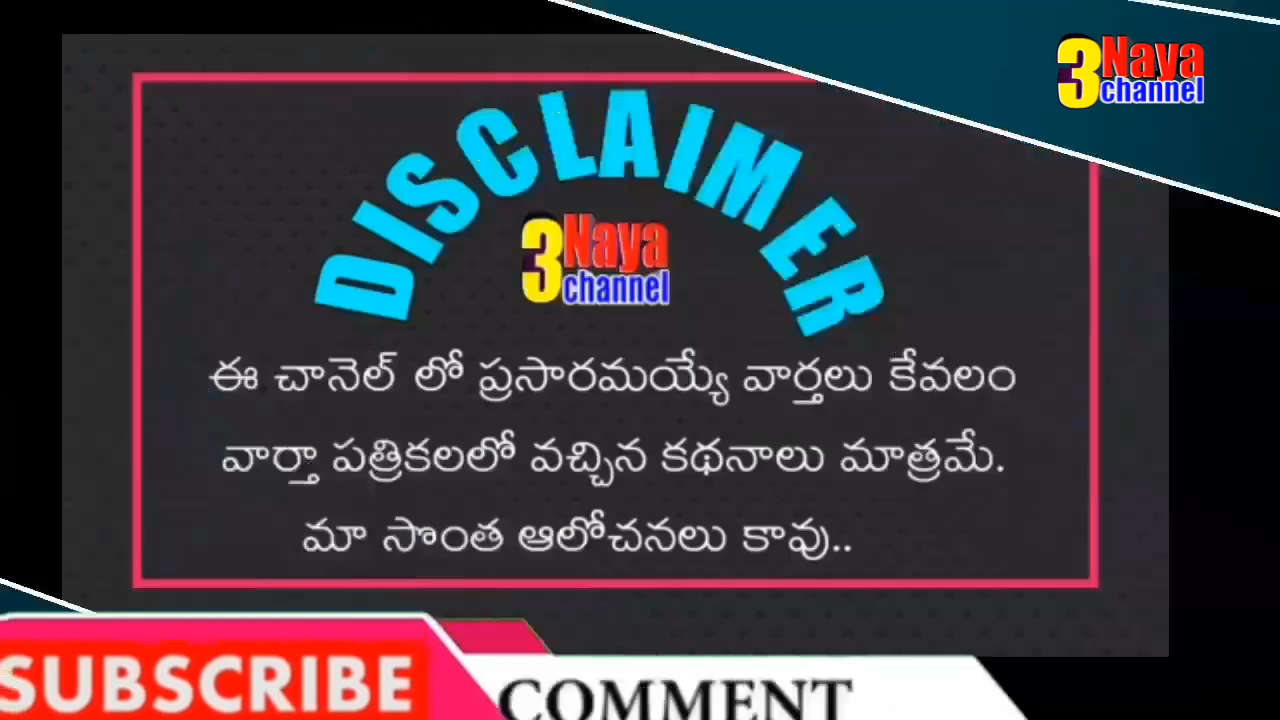 3 Naya
channel
DISCLAIMER
3 Naya
channel
ఈ చానెల్ లో ప్రసారమయ్యే వార్తలు కేవలం
వార్తా పత్రికలలో వచ్చిన కథనాలు మాత్రమే.
మా సొంత ఆలోచనలు కావు..
SUBSCRIBE
COMMENT